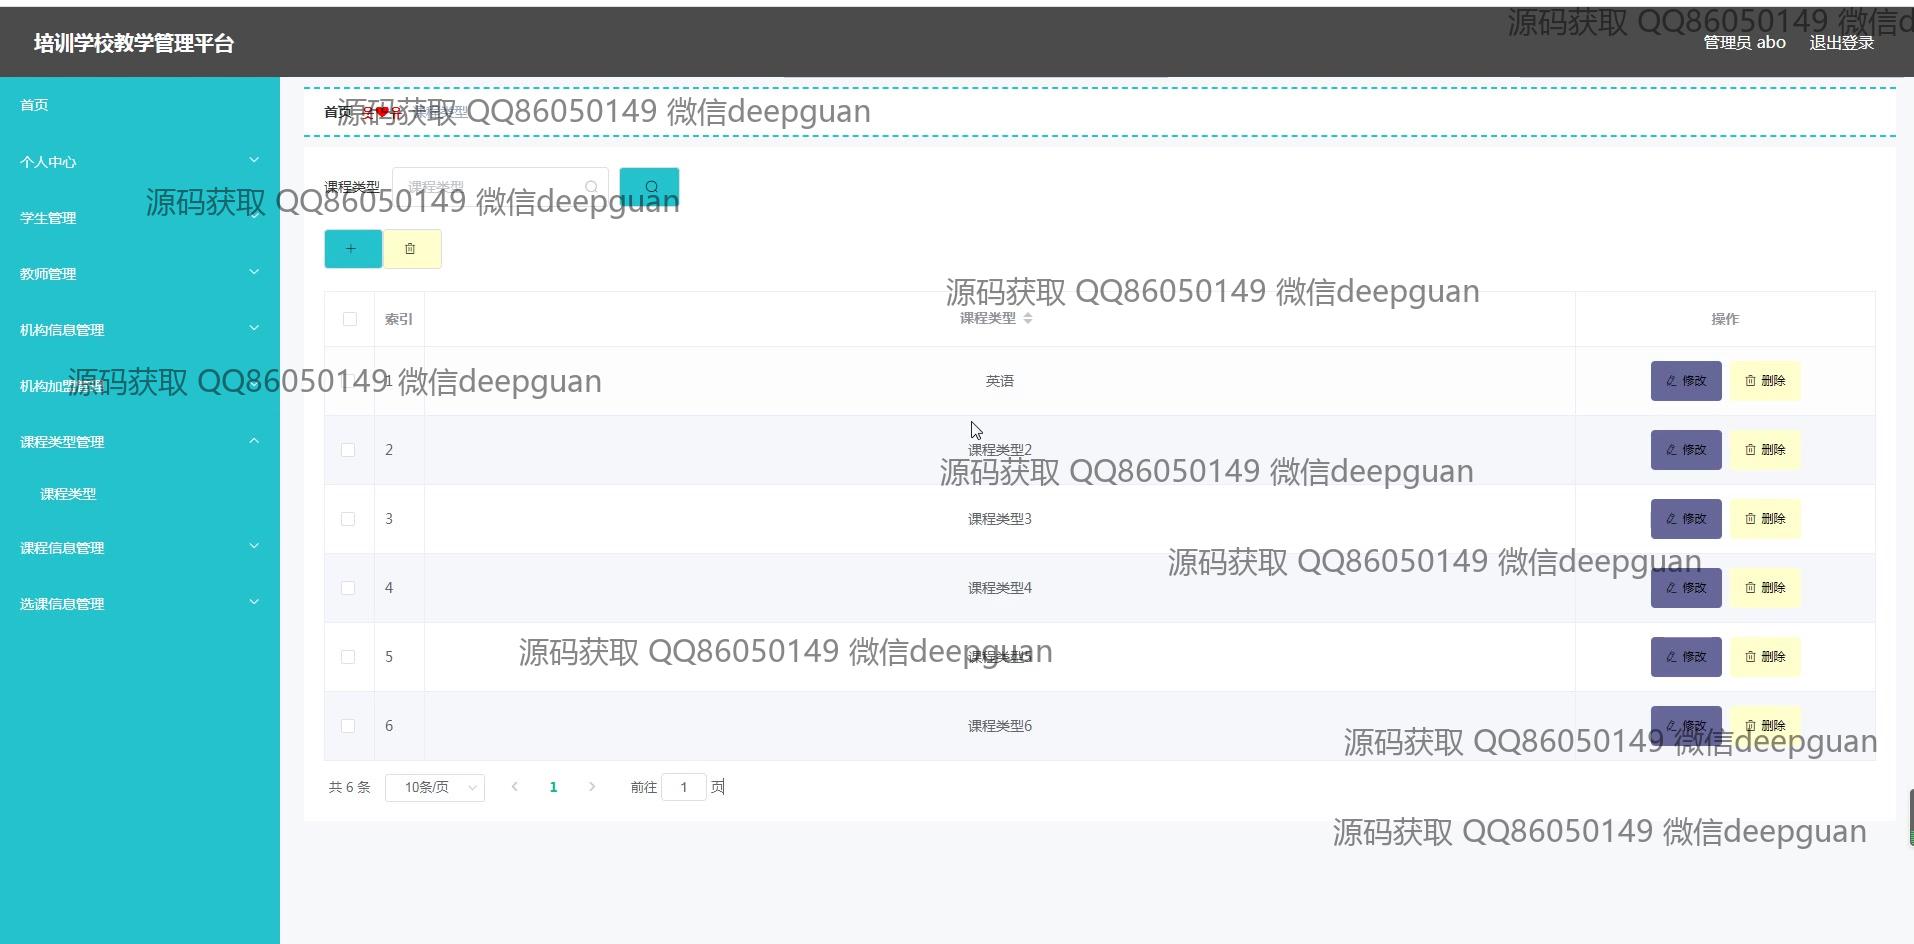 源码获取 QQ86050149 微信d
培训学校教学管理平台
管理员 abo 退出登录
首页
首页 课程类型
源码获取 QQ86050149 微信deepguan
个人中心
课程类型 课程类型
源码获取 QQ86050149 微信deepguan
学生管理
教师管理
源码获取 QQ86050149 微信deepguan
索引 课程类型 操作
机构信息管理
机构加盟管理
源码获取 QQ86050149 微信deepguan
1 英语 修改 删除
课程类型管理
2 课程类型2 修改 删除
源码获取 QQ86050149 微信deepguan
课程类型
3 课程类型3 修改 删除
课程信息管理
源码获取 QQ86050149 微信deepguan
4 课程类型4 修改 删除
选课信息管理
源码获取 QQ86050149 微信deepguan
5 课程类型5 修改 删除
6 课程类型6 修改 删除
源码获取 QQ86050149 微信deepguan
共 6 条 10条/页 1 前往 1 页
源码获取 QQ86050149 微信deepguan